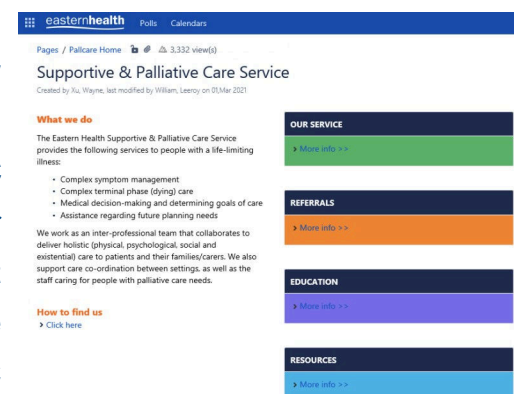 easternhealth Polls Calendars
Pages / Pallcare Home 3,332 view(s)
Supportive & Palliative Care Service
Created by Xu, Wayne, last modified by William, Leeroy on 01,Mar 2021
What we do
The Eastern Health Supportive & Palliative Care Service
provides the following services to people with a life-limiting
illness:
• Complex symptom management
• Complex terminal phase (dying) care
• Medical decision-making and determining goals of care
• Assistance regarding future planning needs
We work as an inter-professional team that collaborates to
deliver holistic (physical, psychological, social and
existential) care to patients and their families/carers. We also
support care co-ordination between settings, as well as the
staff caring for people with palliative care needs.
How to find us
> Click here
OUR SERVICE
> More info >>
REFERRALS
> More info >>
EDUCATION
> More info >>
RESOURCES
> More info >>